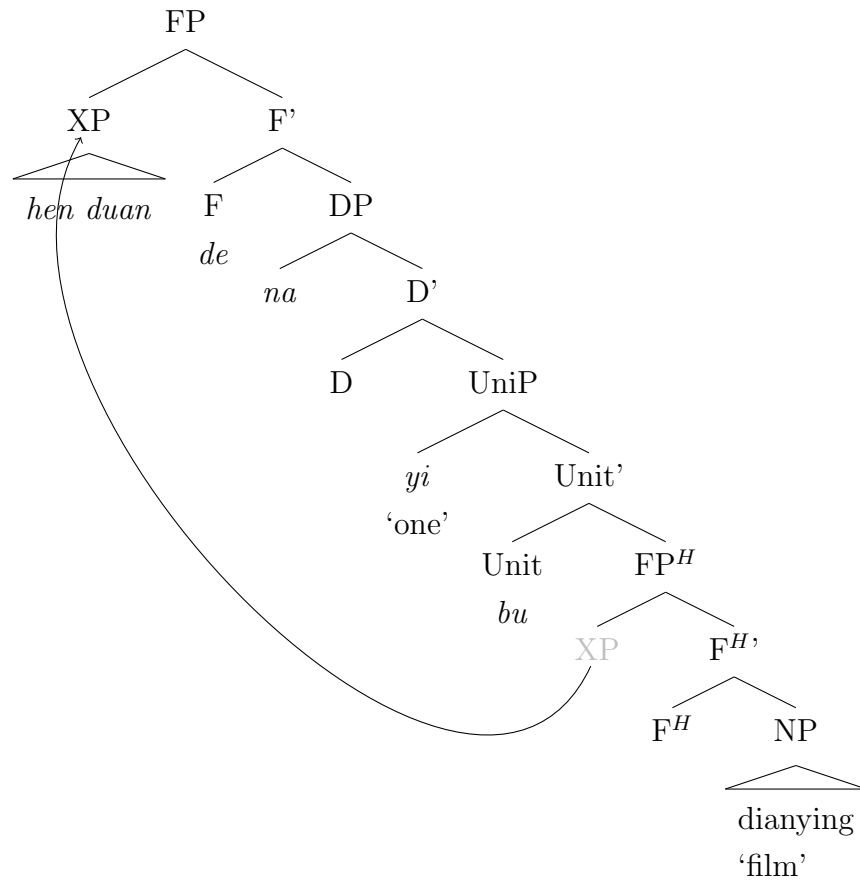 FP
XP F'
hen duan F DP
de
na D'
D UniP
yi Unit'
‘one’
Unit FP^H
bu
XP F^H'
F^H NP
dianying
‘film’